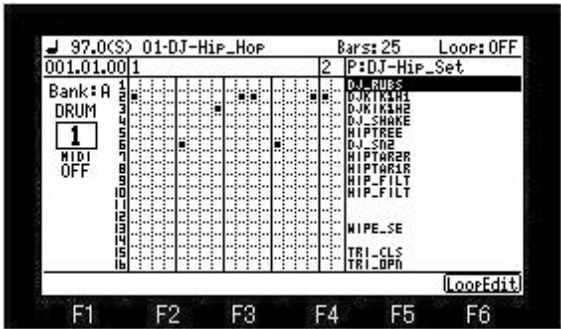 ♩ 97.0(S) 01-DJ-Hip_Hop Bars: 25 Loop: OFF
001.01.00 1 2 P:DJ-Hip_Set
Bank: A
DRUM
1
MIDI
OFF
1 DJ_RUBS
2 DJKIK1H1
3 DJKIK1H2
4 DJ_SHAKE
5 HIPTREE
6 DJ_SN2
7 HIPTAR2R
8 HIPTAR1R
9 HIP_FILT
10 HIP_FILT
11
12
13 WIPE_SE
14
15 TRI_CLS
16 TRI_OPN
LoopEdit
F1 F2 F3 F4 F5 F6